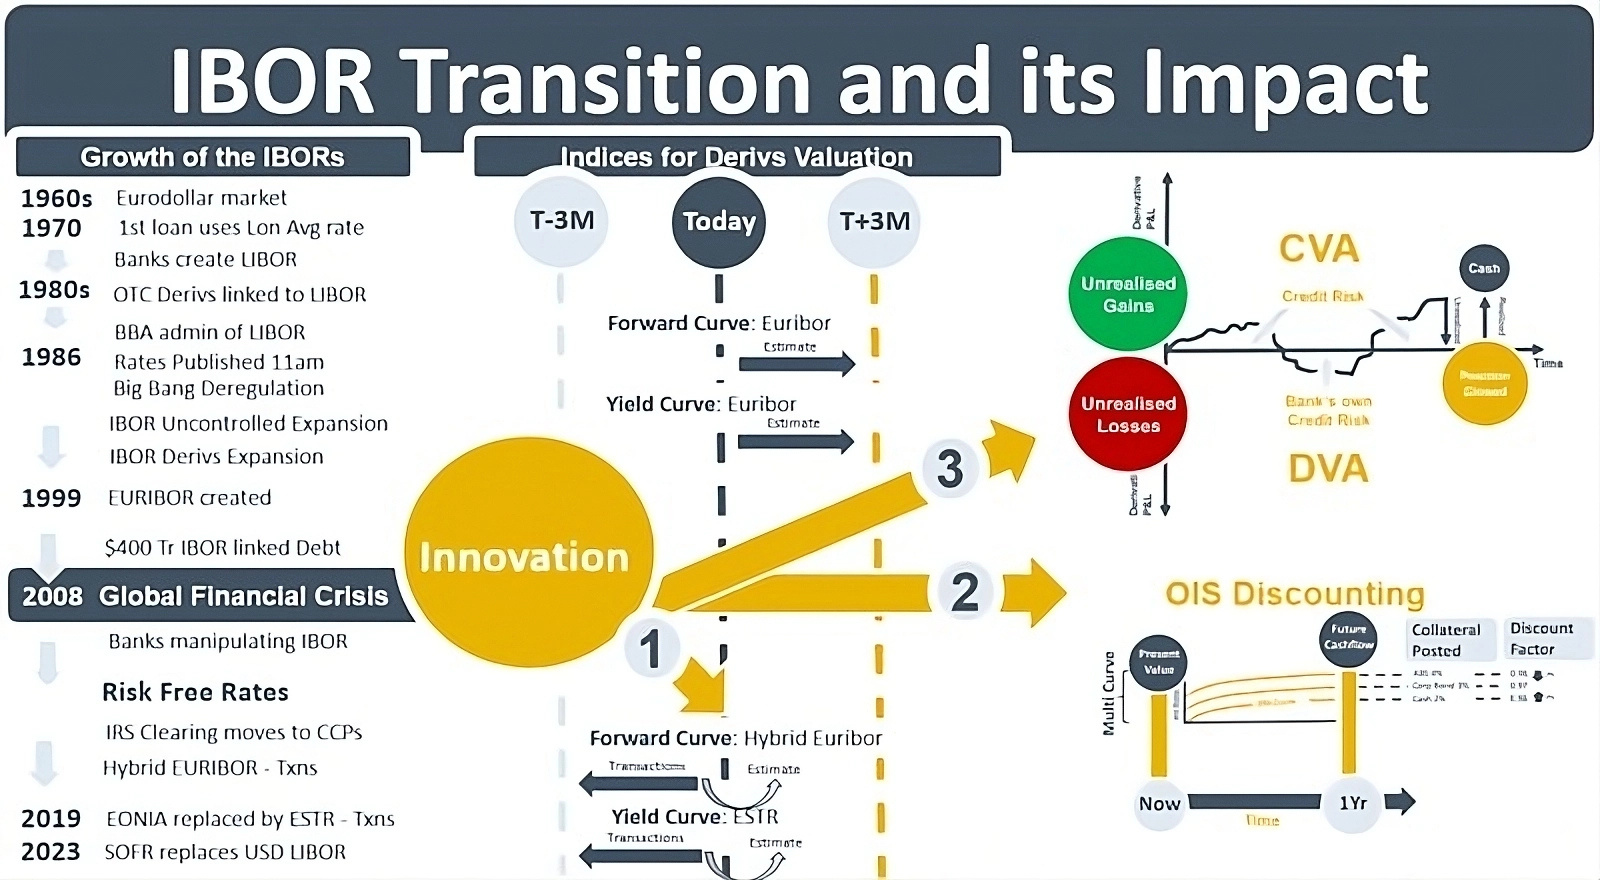 IBOR Transition and its Impact
Growth of the IBORs
1960s Eurodollar market
1970 1st loan uses Lon Avg rate
Banks create LIBOR
1980s OTC Derivs linked to LIBOR
BBA admin of LIBOR
1986 Rates Published 11am
Big Bang Deregulation
IBOR Uncontrolled Expansion
IBOR Derivs Expansion
1999 EURIBOR created
$400 Tr IBOR linked Debt
2008 Global Financial Crisis
Banks manipulating IBOR
Risk Free Rates
IRS Clearing moves to CCPs
Hybrid EURIBOR - Txns
2019 EONIA replaced by ESTR - Txns
2023 SOFR replaces USD LIBOR
Innovation
1
2
3
Indices for Derivs Valuation
T-3M
Today
T+3M
Forward Curve: Euribor
Estimate
Yield Curve: Euribor
Estimate
Forward Curve: Hybrid Euribor
Transactions
Estimate
Yield Curve: ESTR
Transactions
Estimate
Derivative
P&L
Unrealised
Gains
Unrealised
Losses
P&L
CVA
Credit Risk
Cash
Time
Closed
Bank's own
Credit Risk
DVA
OIS Discounting
Present
Value
Future
Cashflow
Collateral
Posted
Discount
Factor
Multi Curve
Now
1Yr
Time